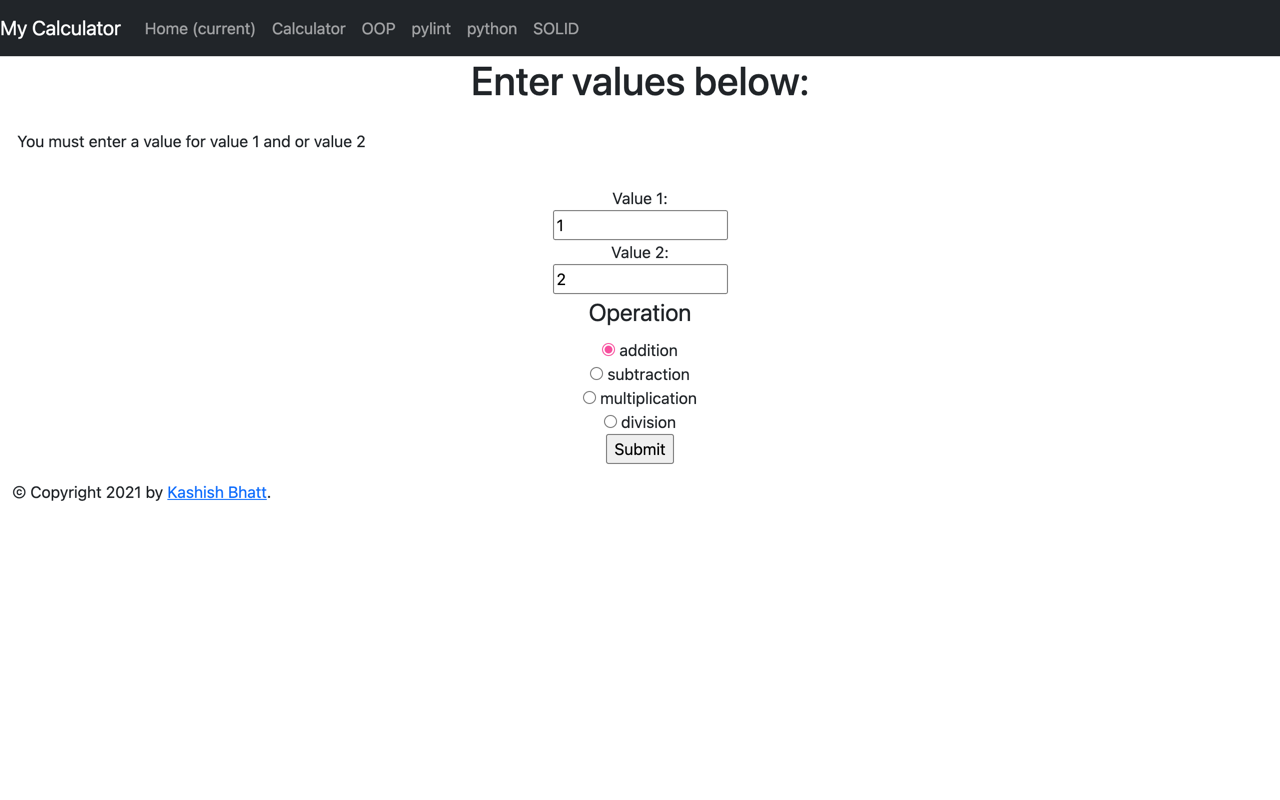 My Calculator Home (current) Calculator OOP pylint python SOLID
Enter values below:
You must enter a value for value 1 and or value 2
Value 1:
1
Value 2:
2
Operation
addition
subtraction
multiplication
division
Submit
© Copyright 2021 by Kashish Bhatt.